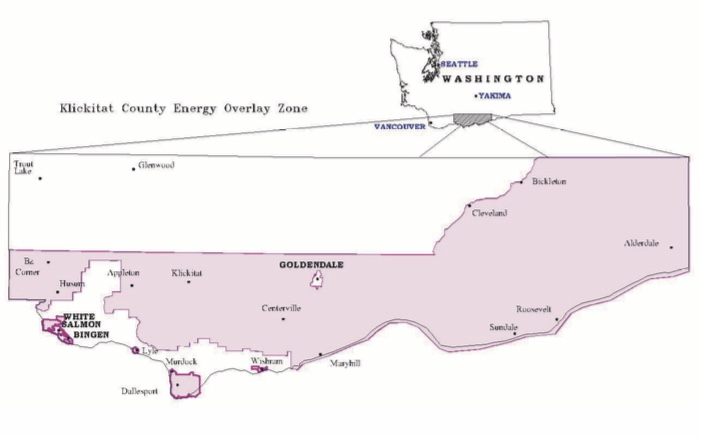 SEATTLE
WASHINGTON
YAKIMA
Klickitat County Energy Overlay Zone
VANCOUVER
Trout
Lake
Glenwood
Bickleton
Cleveland
Alderdale
Bz
Corner
Husum
Appleton
Klickitat
GOLDENDALE
Centerville
Roosevelt
Sundale
WHITE
SALMON
BINGEN
Lyle
Murdock
Wishram
Maryhill
Dallesport